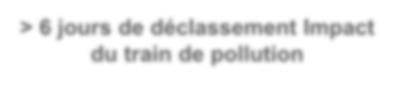 > 6 jours de déclassement Impact
du train de pollution